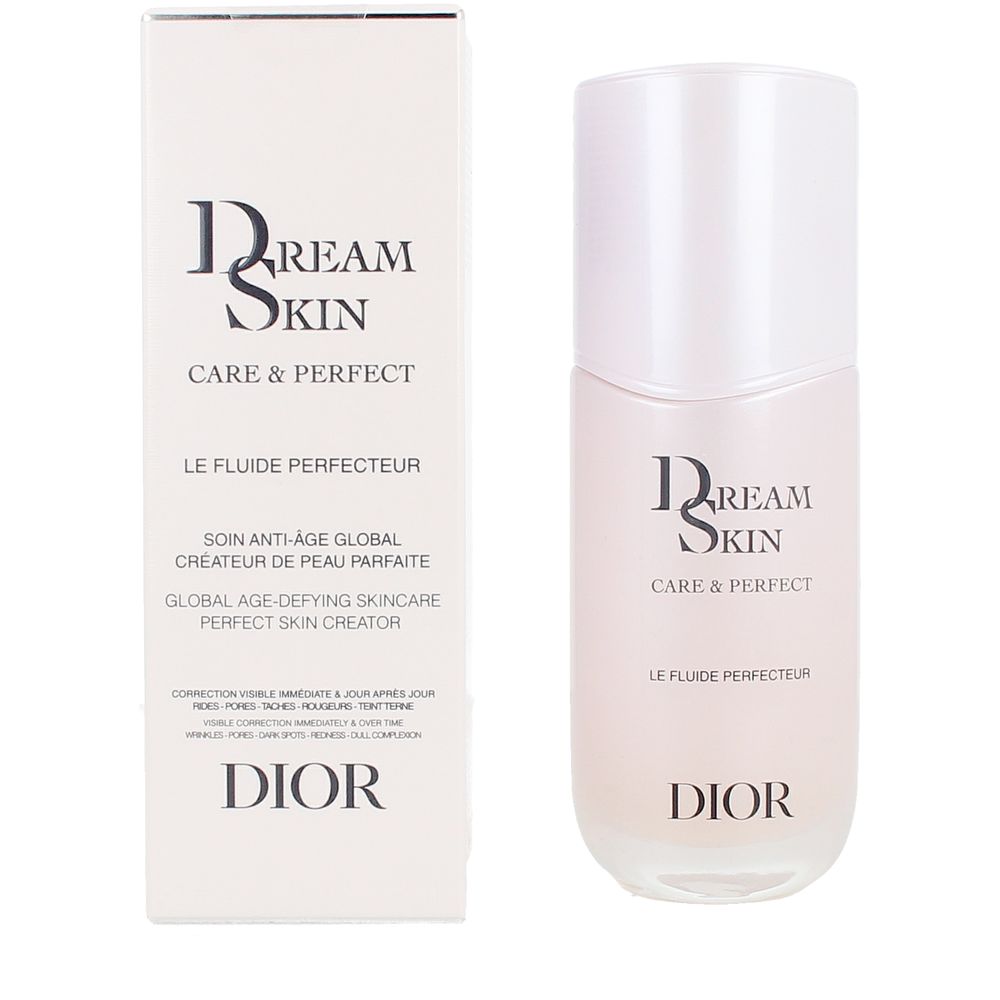 DREAM
SKIN
CARE & PERFECT
LE FLUIDE PERFECTEUR
SOIN ANTI-ÂGE GLOBAL
CRÉATEUR DE PEAU PARFAITE
GLOBAL AGE-DEFYING SKINCARE
PERFECT SKIN CREATOR
CORRECTION VISIBLE IMMÉDIATE & JOUR APRÈS JOUR
RIDES - PORES - TACHES - ROUGEURS - TEINT TERNE
VISIBLE CORRECTION IMMEDIATELY & OVER TIME
WRINKLES - PORES - DARK SPOTS - REDNESS - DULL COMPLEXION
DIOR
DREAM
SKIN
CARE & PERFECT
LE FLUIDE PERFECTEUR
DIOR